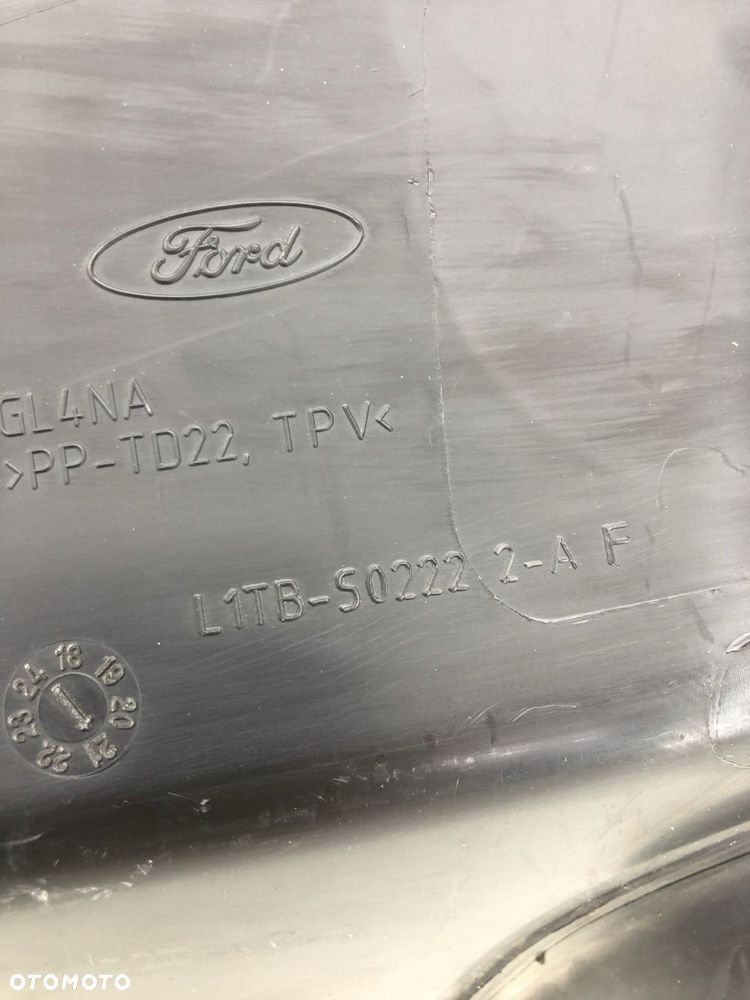 Ford
GL4NA
>PP-TD22, TPV<
L1TB-S0222 2-A F
18 19 20 21 22 23 24
OTOMOTO